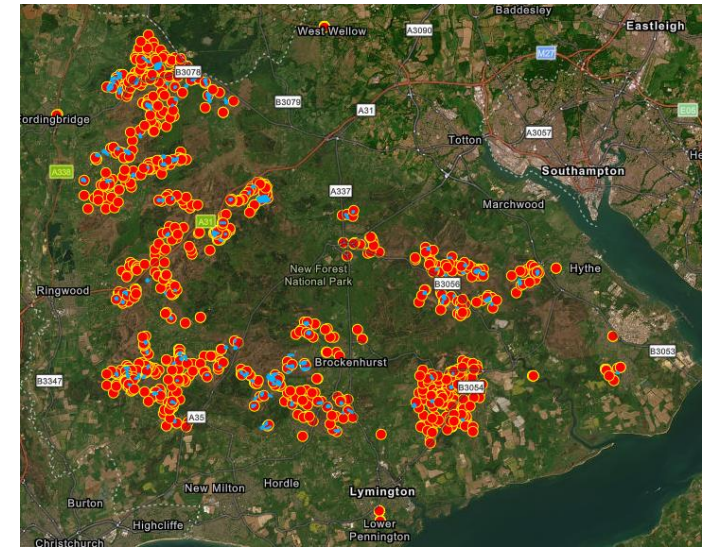 Baddesley
West Wellow
Eastleigh
A3090
M27
B3078
B3079
A31
ordingbridge
A3057
Totton
A338
A337
Southampton
Marchwood
A31
New Forest
National Park
Hythe
Ringwood
B3056
B3053
Brockenhurst
B3347
B3054
A35
New Milton
Hordle
Lymington
Burton
Highcliffe
Lower
Pennington
Christchurch